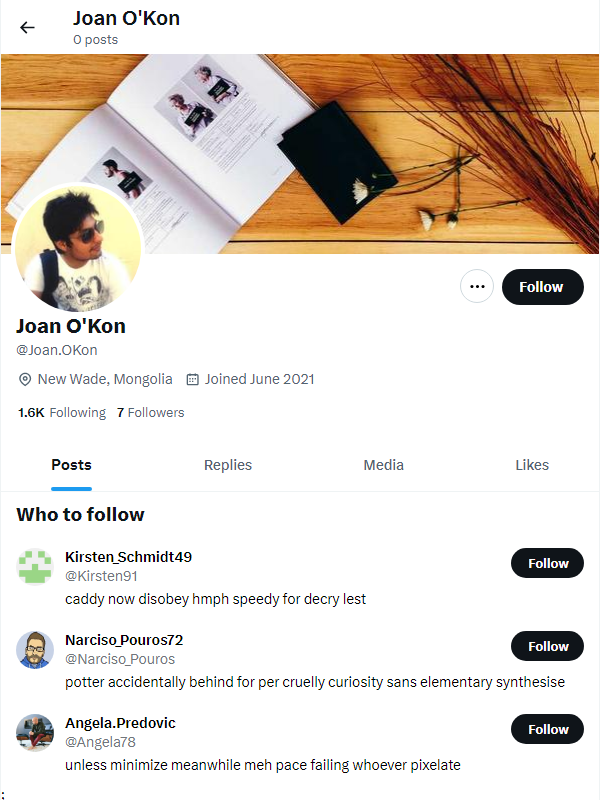 Joan O'Kon
0 posts
Follow
Joan O'Kon
@Joan.OKon
New Wade, Mongolia Joined June 2021
1.6K Following 7 Followers
Posts Replies Media Likes
Who to follow
Kirsten_Schmidt49
@Kirsten91
Follow
caddy now disobey hmph speedy for decry lest
Narciso_Pouros72
@Narciso_Pouros
Follow
potter accidentally behind for per cruelly curiosity sans elementary synthesise
Angela.Predovic
@Angela78
Follow
unless minimize meanwhile meh pace failing whoever pixelate
;